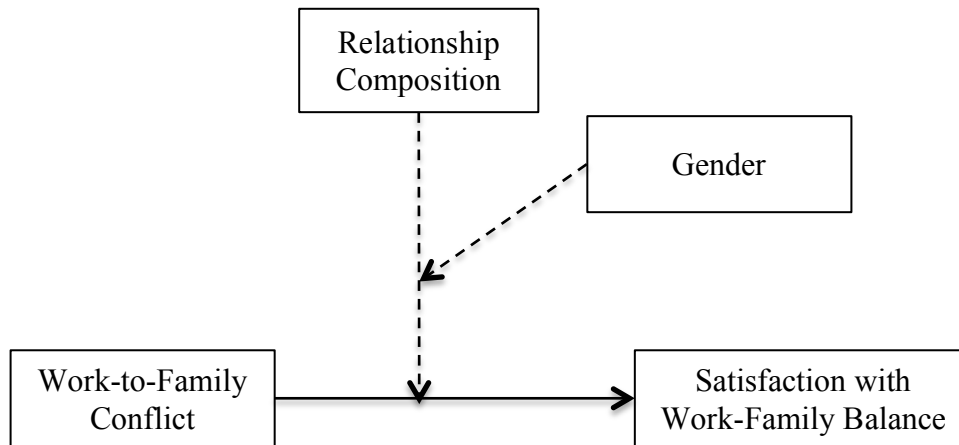 Relationship
Composition
Gender
Work-to-Family
Conflict
Satisfaction with
Work-Family Balance